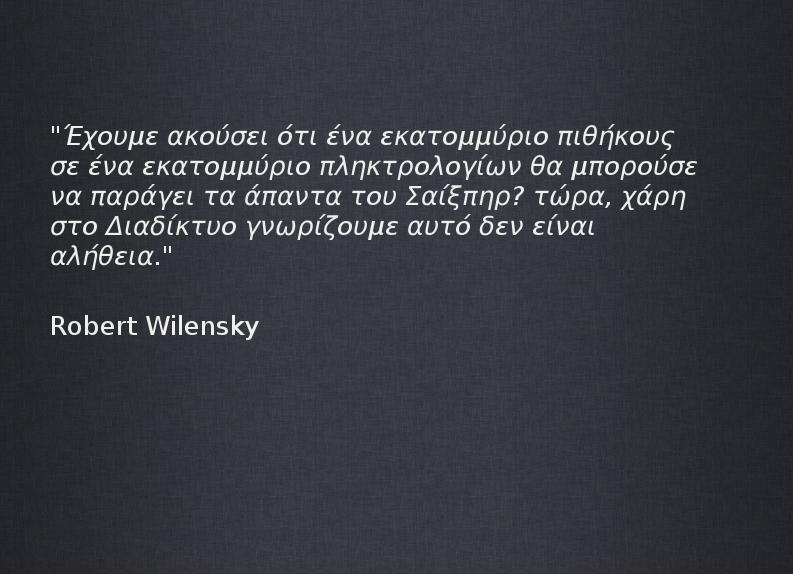 "Έχουμε ακούσει ότι ένα εκατομμύριο πιθήκους
σε ένα εκατομμύριο πληκτρολογίων θα μπορούσε
να παράγει τα άπαντα του Σαίξπηρ? τώρα, χάρη
στο Διαδίκτυο γνωρίζουμε αυτό δεν είναι
αλήθεια."
Robert Wilensky